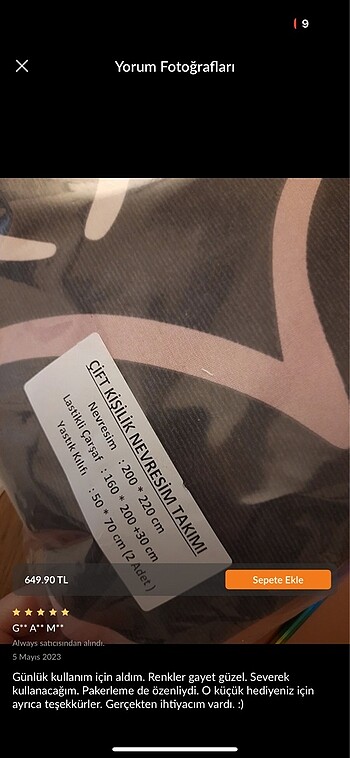 9
Yorum Fotoğrafları
ÇİFT KİŞİLİK NEVRESİM TAKIMI
Nevresim : 200 * 220 cm
Lastikli Çarşaf : 160 * 200 +30 cm
Yastık Kılıfı : 50 * 70 cm (2 Adet)
649.90 TL
Sepete Ekle
G** A** M**
Always satıcısından alındı.
5 Mayıs 2023
Günlük kullanım için aldım. Renkler gayet güzel. Severek
kullanacağım. Pakerleme de özenliydi. O küçük hediyeniz için
ayrıca teşekkürler. Gerçekten ihtiyacım vardı. :)